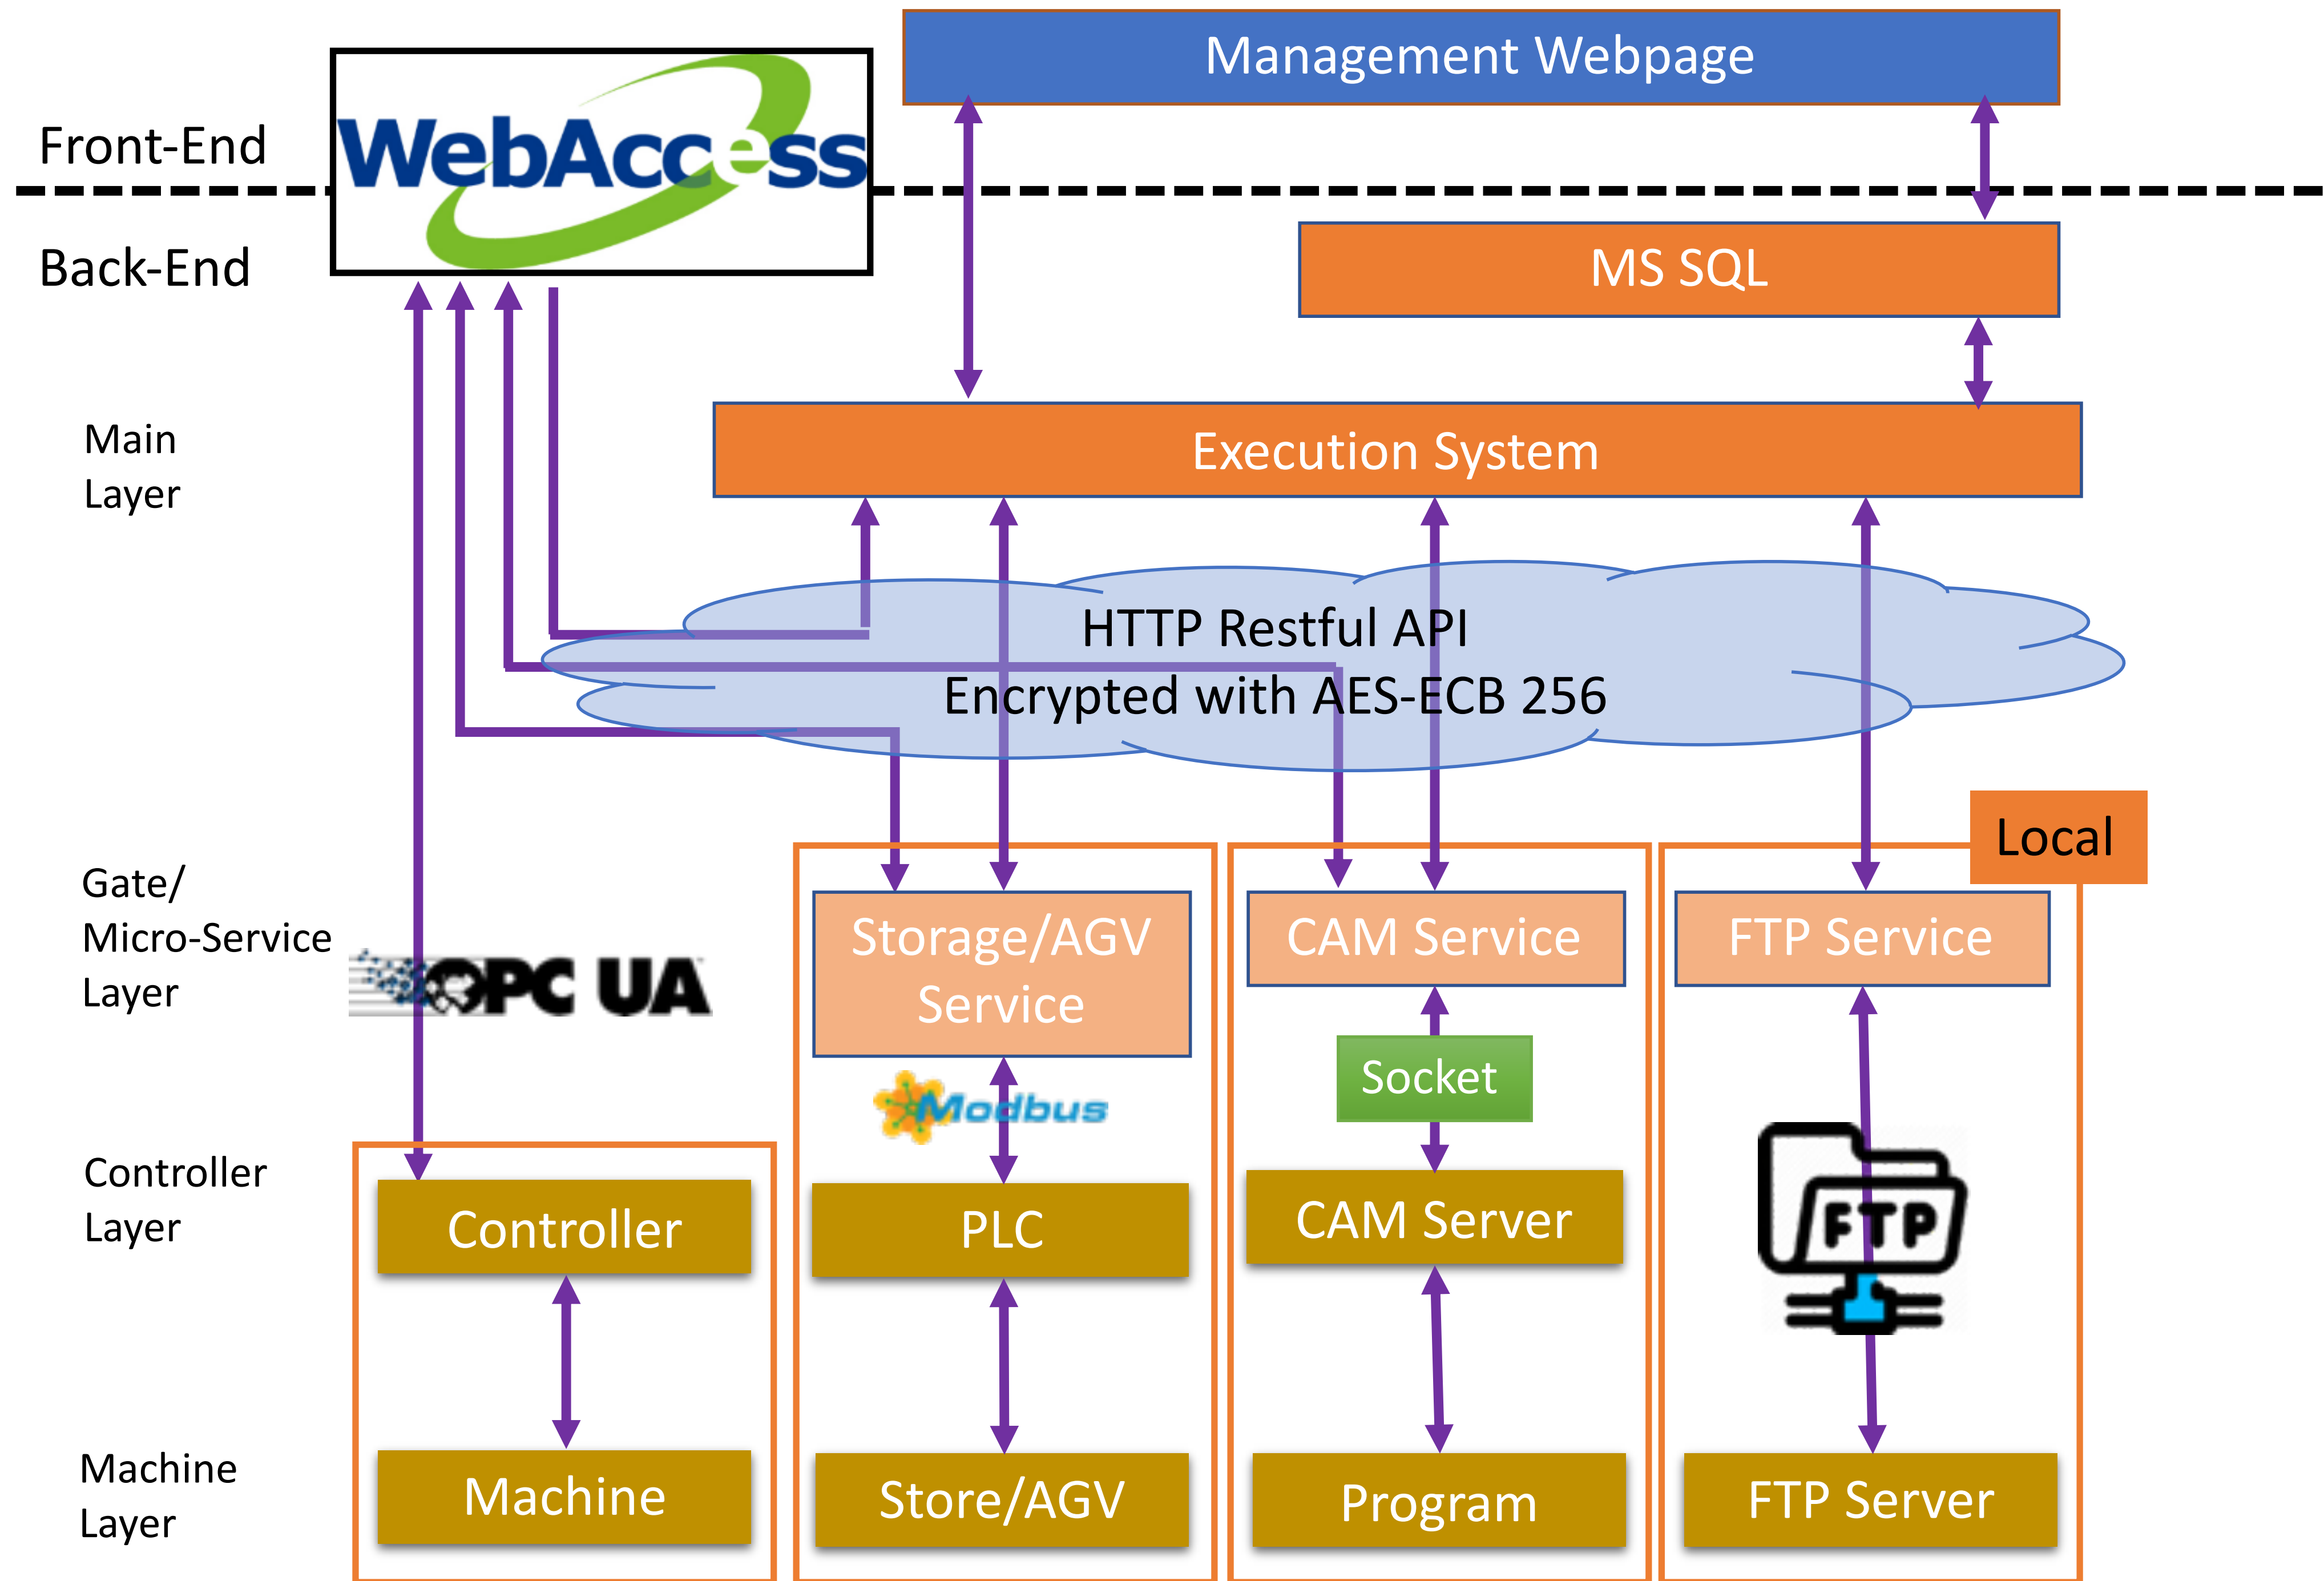 Management Webpage
WebAccess
Front-End
Back-End
MS SQL
Main
Layer
Execution System
HTTP Restful API
Encrypted with AES-ECB 256
Local
Gate/
Micro-Service
Layer
OPC UA
Storage/AGV
Service
CAM Service
FTP Service
Socket
Modbus
Controller
Layer
Controller
PLC
CAM Server
FTP
Machine
Layer
Machine
Store/AGV
Program
FTP Server